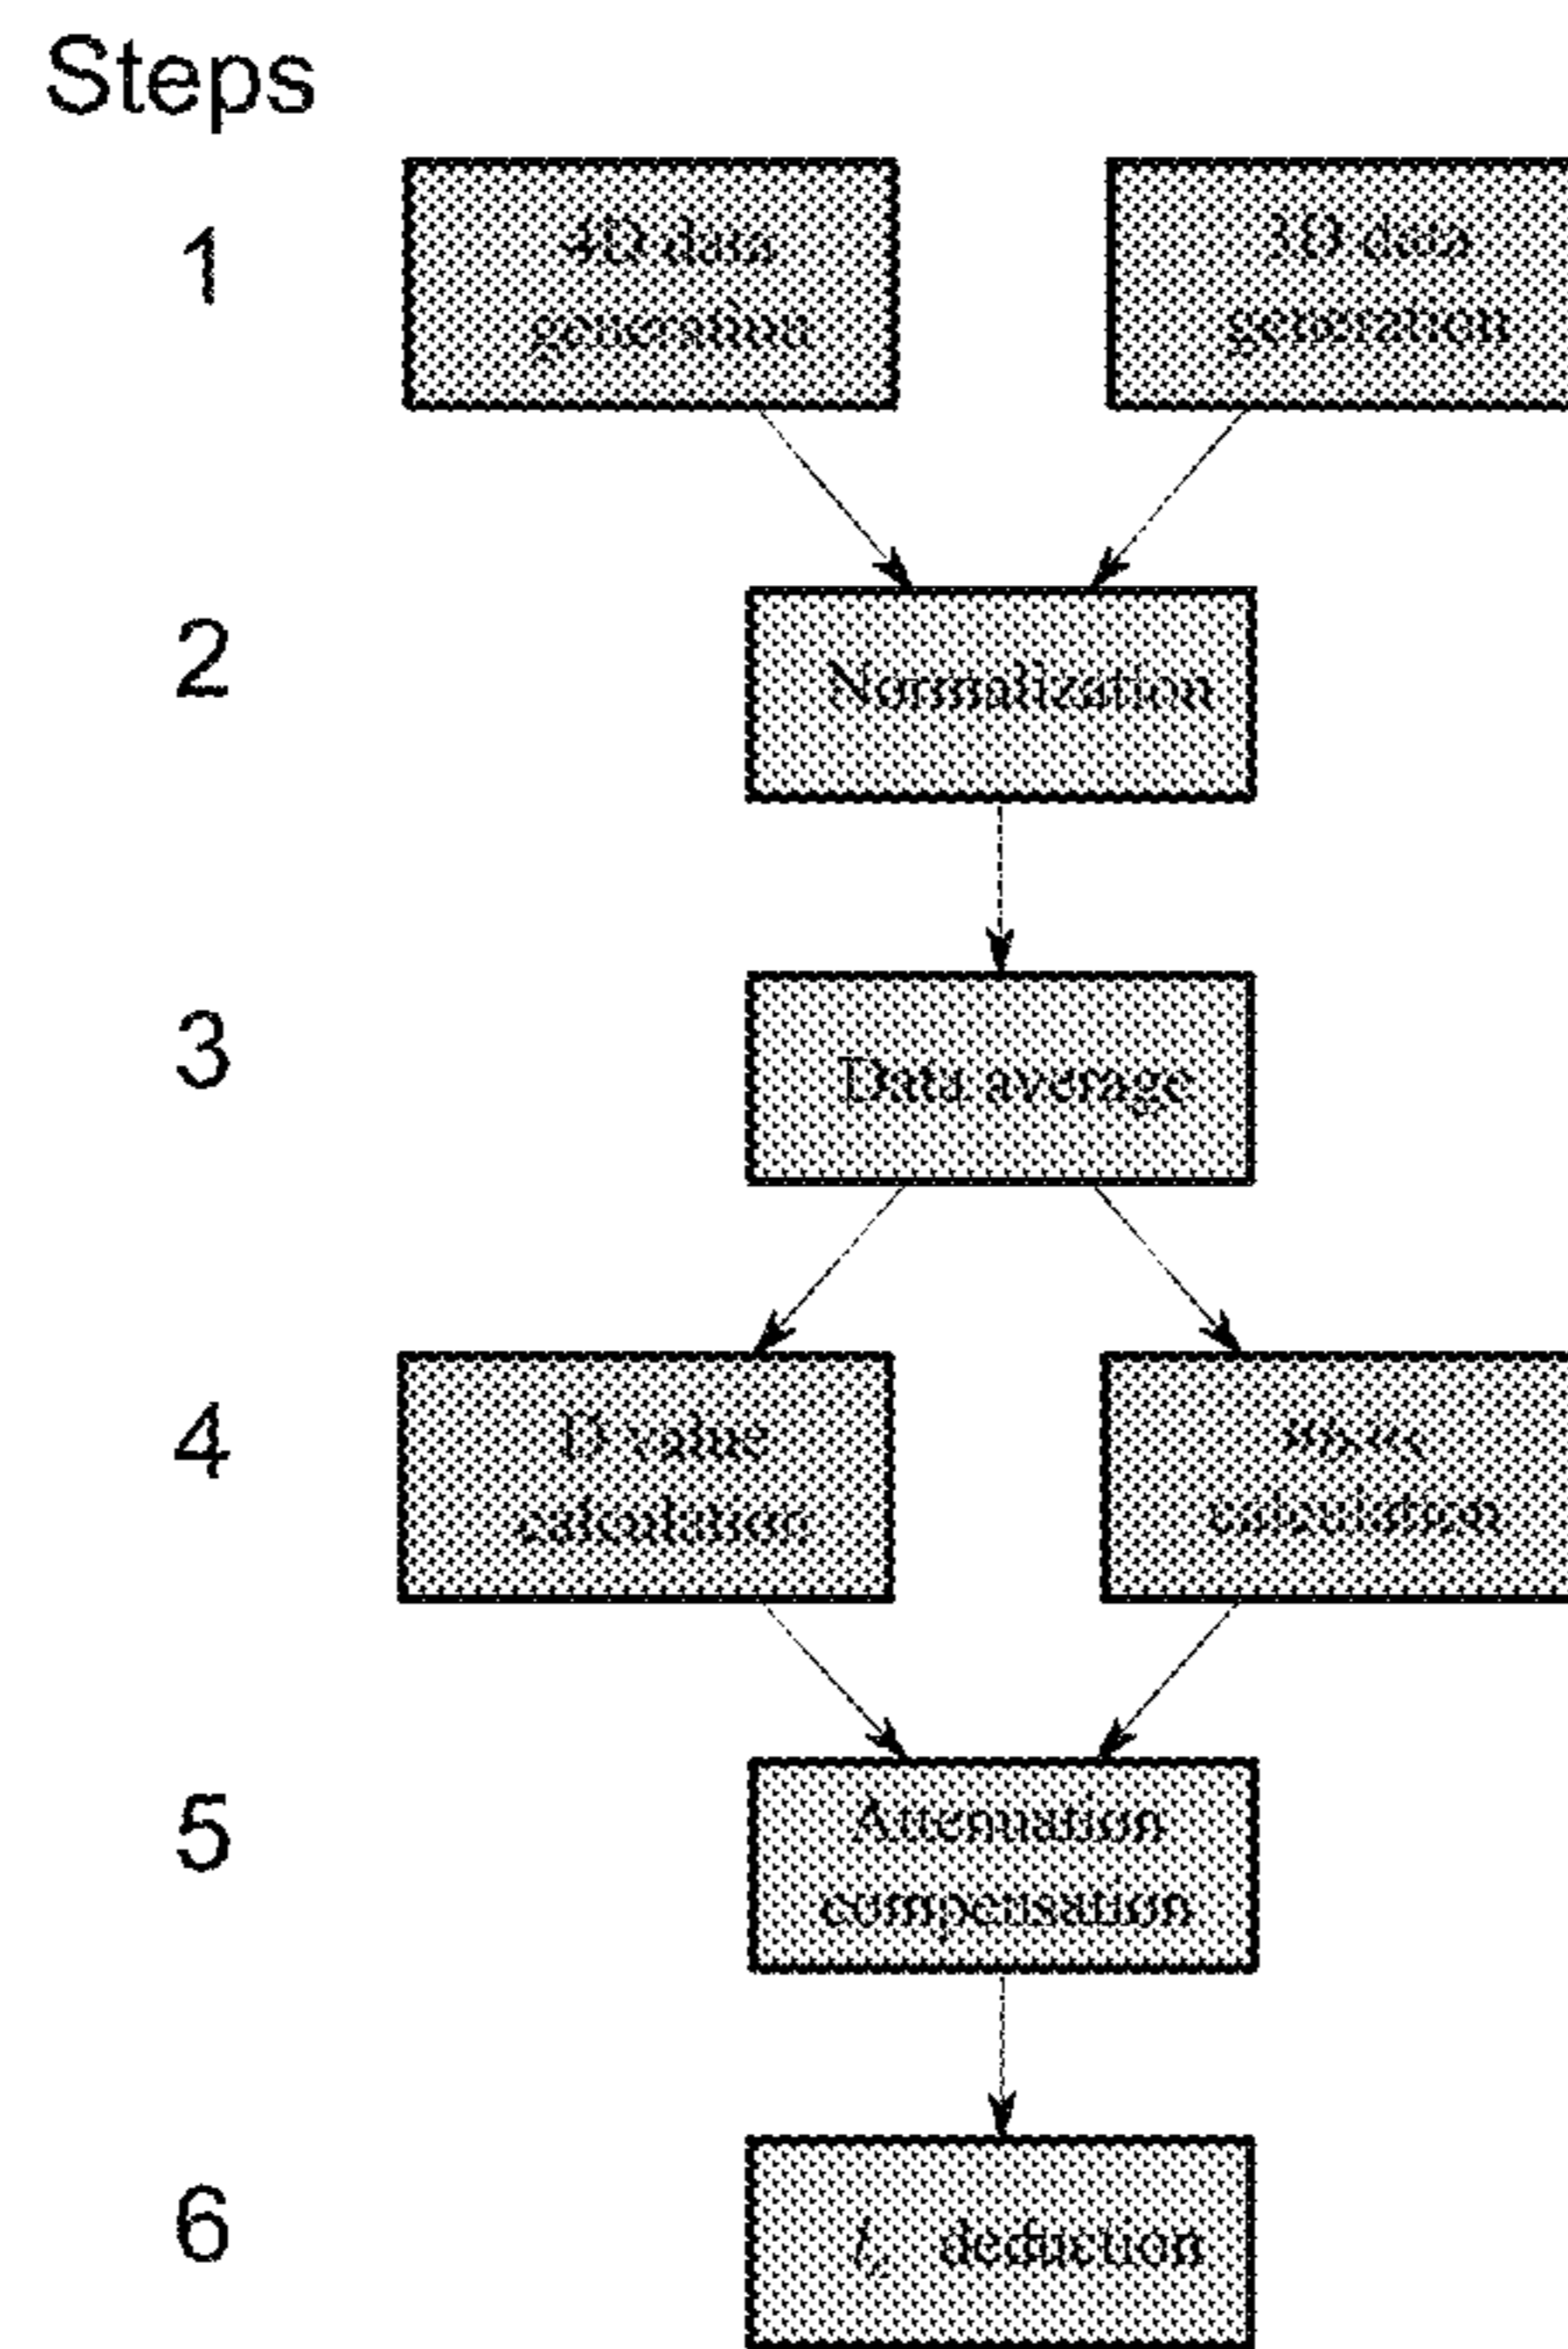 Steps
1
4D data
generation
3D data
generation
2
Normalization
3
Data average
4
D value
calculation
calculation
5
Attenuation
compensation
6
deduction